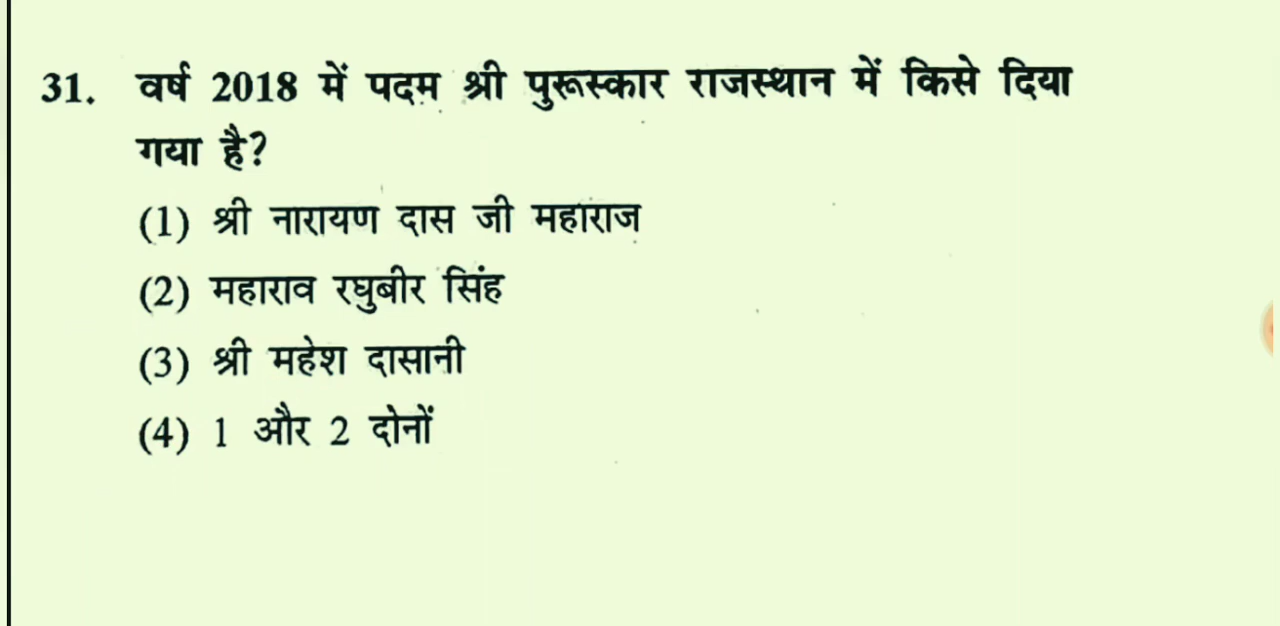 31. वर्ष 2018 में पदम श्री पुरूस्कार राजस्थान में किसे दिया
गया है?
(1) श्री नारायण दास जी महाराज
(2) महाराव रघुबीर सिंह
(3) श्री महेश दासानी
(4) 1 और 2 दोनों